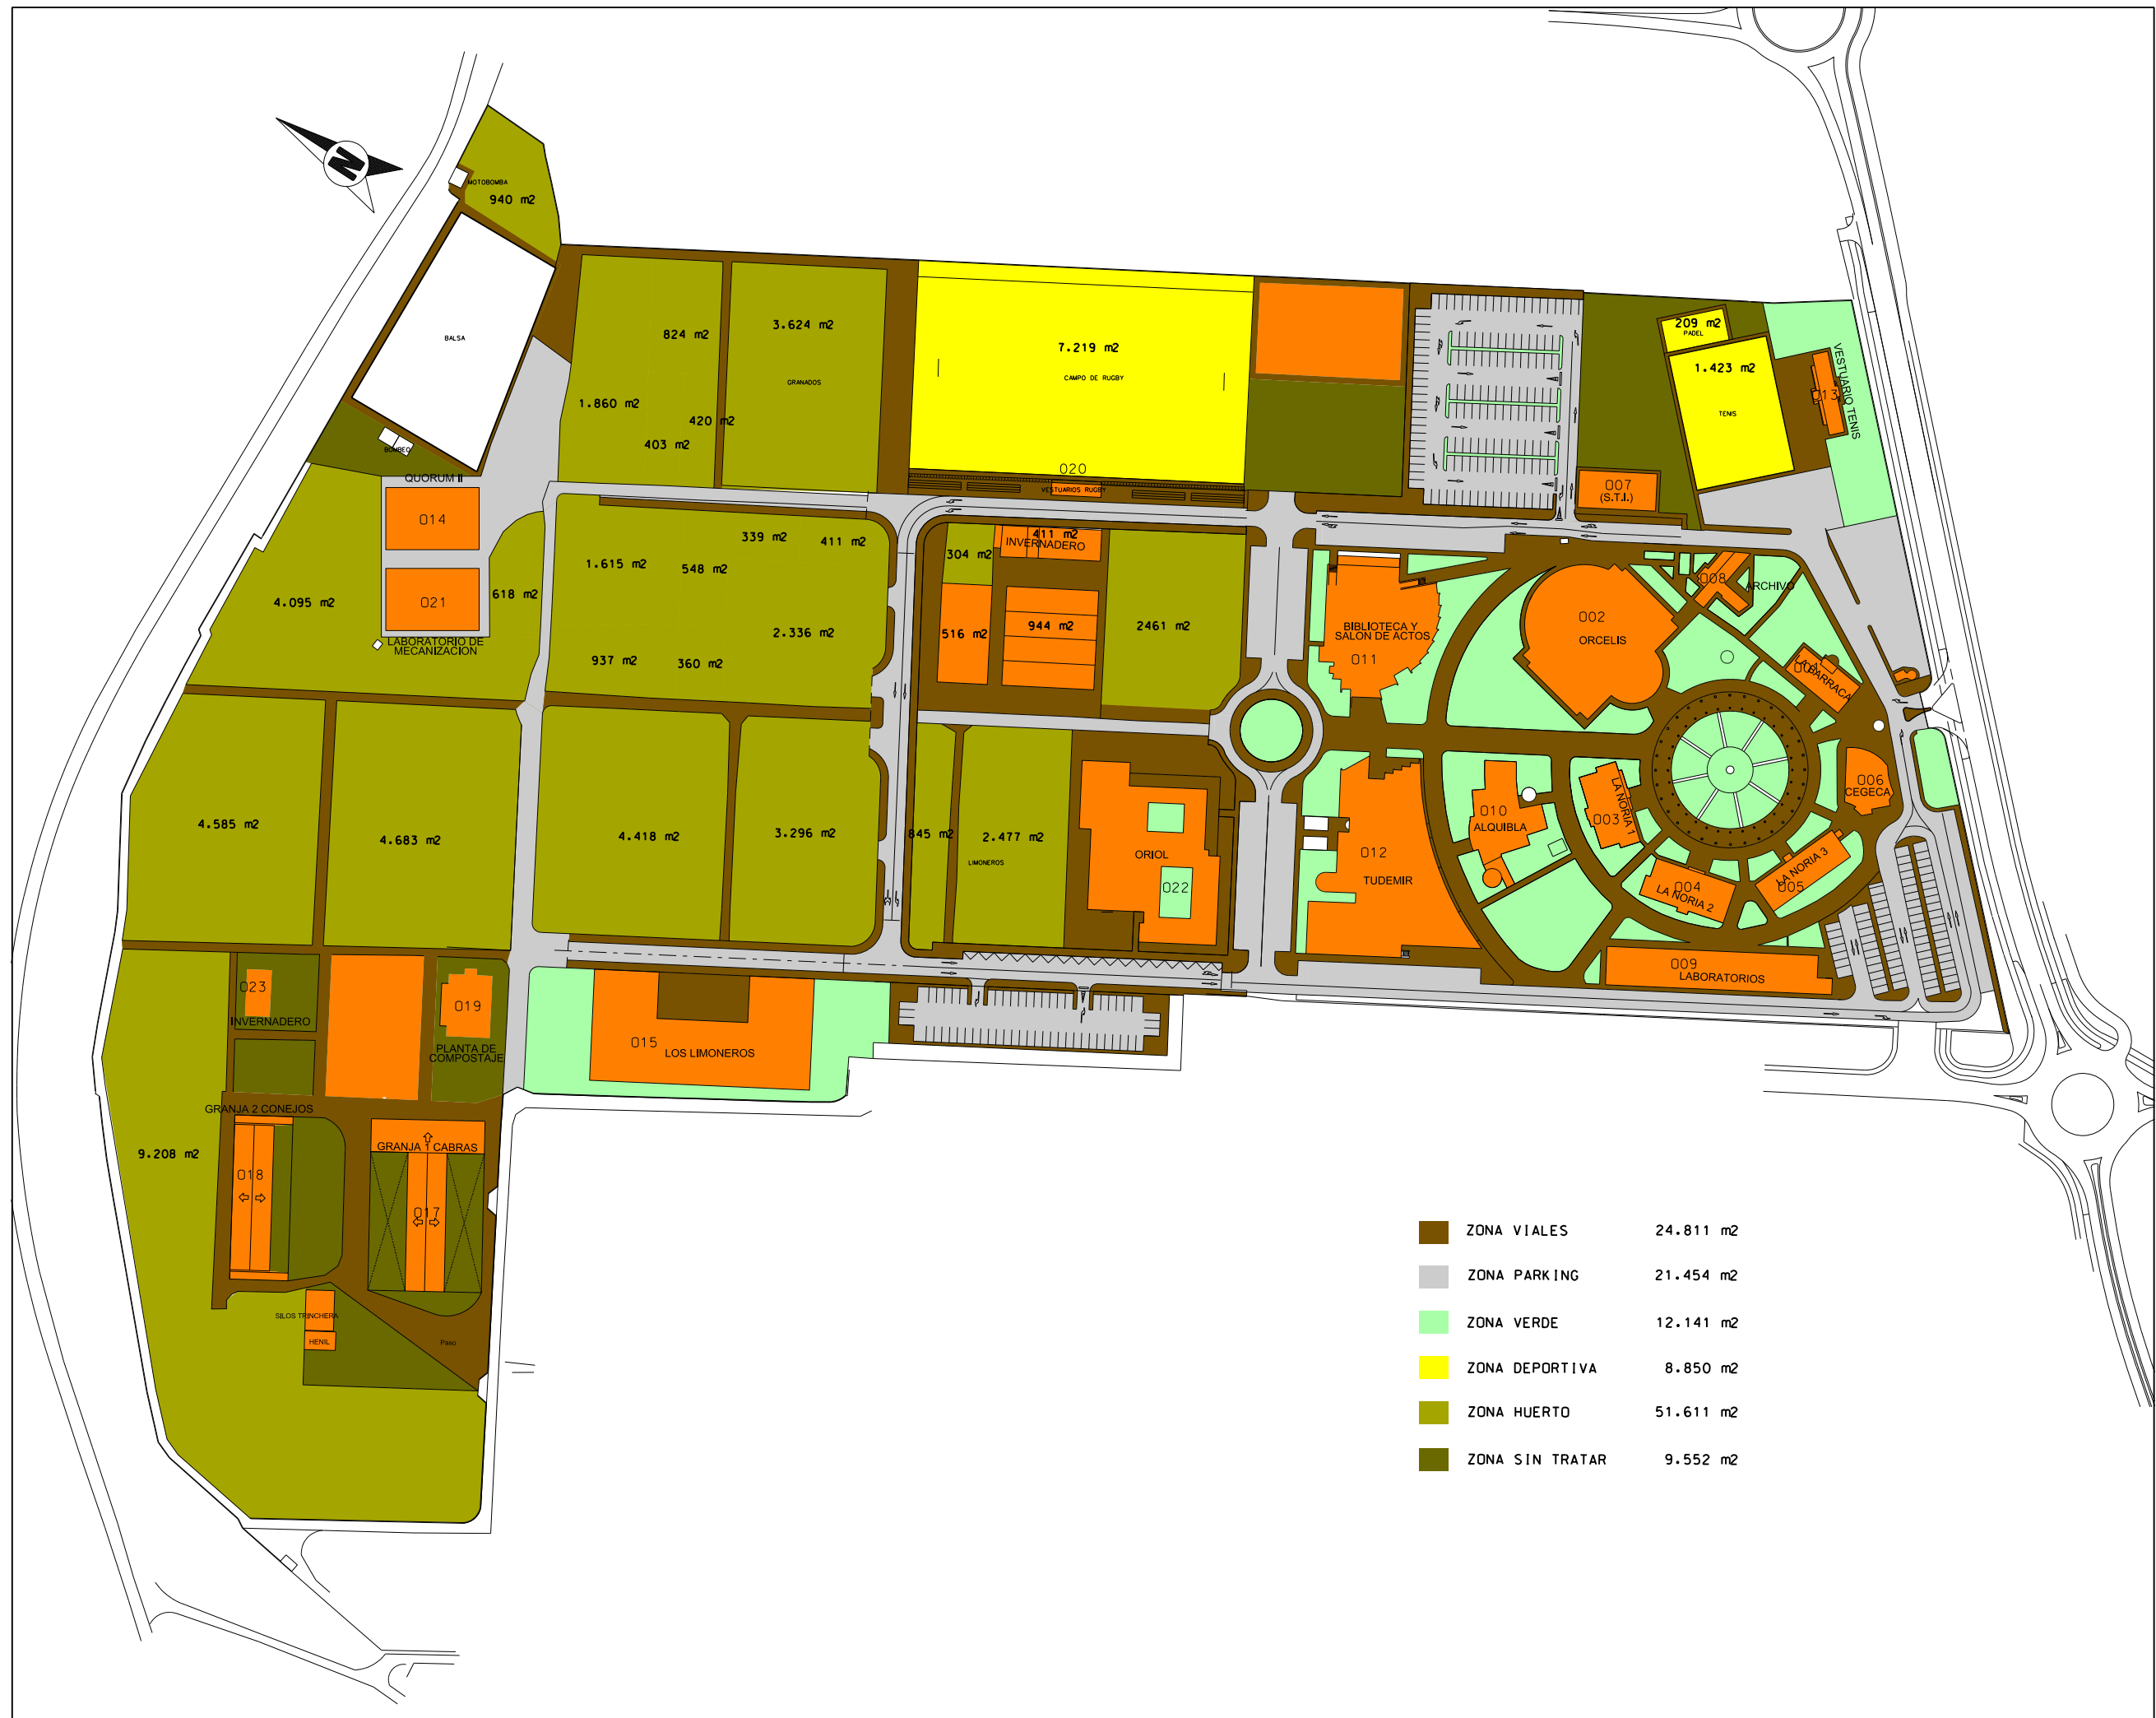 N
MOTOBOMBA
940 m2
BALSA
BOMBEO
824 m2
3.624 m2
GRANADOS
1.860 m2
420 m2
403 m2
7.219 m2
CAMPO DE RUGBY
020
VESTUARIOS RUGBY
209 m2
PADEL
1.423 m2
TENIS
013
VESTUARIO TENIS
007
(S.T.I.)
QUORUM II
014
021
LABORATORIO DE
MECANIZACION
4.095 m2
618 m2
339 m2
411 m2
1.615 m2
548 m2
2.336 m2
937 m2
360 m2
304 m2
411 m2
INVERNADERO
516 m2
944 m2
2461 m2
BIBLIOTECA Y
SALON DE ACTOS
011
002
ORCELIS
008
ARCHIVO
LA BARRACA
006
CEGECA
4.585 m2
4.683 m2
4.418 m2
3.296 m2
845 m2
2.477 m2
LIMONEROS
ORIOL
022
012
TUDEMIR
010
ALQUIBLA
003
LA NORIA 1
004
LA NORIA 2
LA NORIA 3
005
009
LABORATORIOS
023
INVERNADERO
019
PLANTA DE
COMPOSTAJE
015
LOS LIMONEROS
GRANJA 2 CONEJOS
GRANJA 1 CABRAS
9.208 m2
018
017
SILOS TRINCHERA
HENIL
Paso
ZONA VIALES 24.811 m2
ZONA PARKING 21.454 m2
ZONA VERDE 12.141 m2
ZONA DEPORTIVA 8.850 m2
ZONA HUERTO 51.611 m2
ZONA SIN TRATAR 9.552 m2